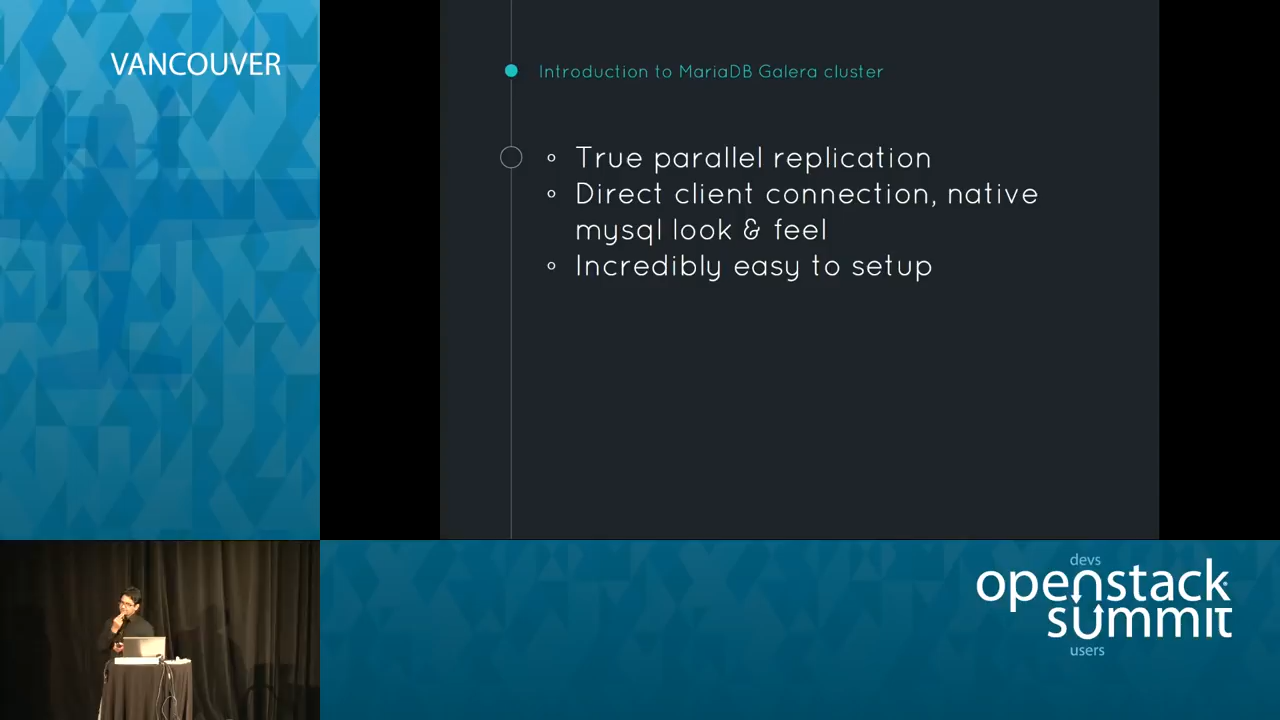 VANCOUVER
Introduction to MariaDB Galera cluster
True parallel replication
Direct client connection, native
mysql look & feel
Incredibly easy to setup
devs
openstack
summit
users